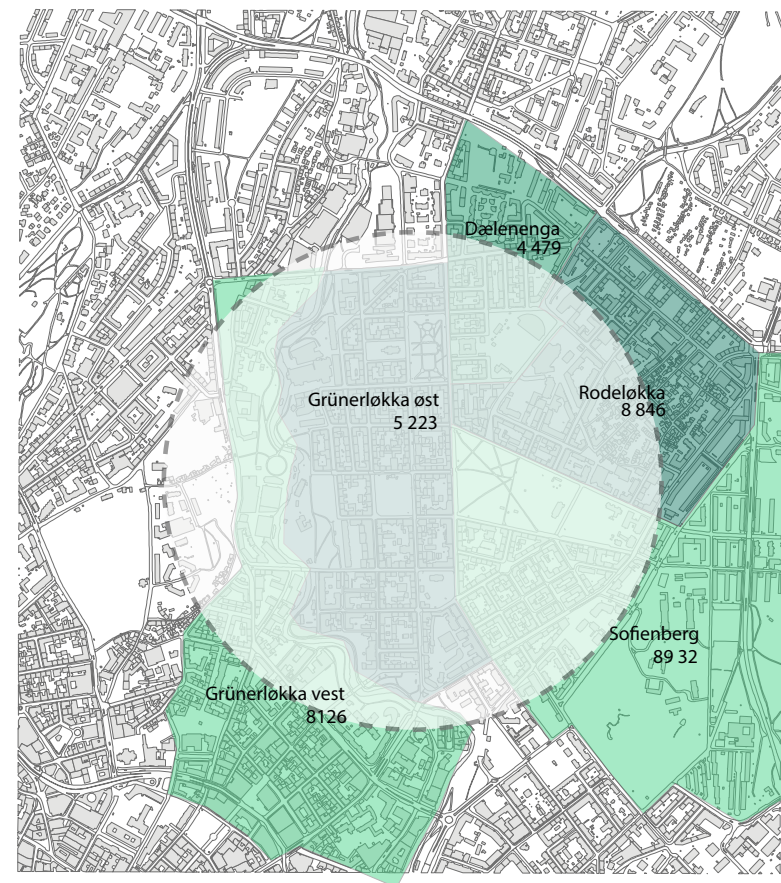 Dælenenga
4 479
Rodeløkka
8 846
Grünerløkka øst
5 223
Sofienberg
89 32
Grünerløkka vest
8126